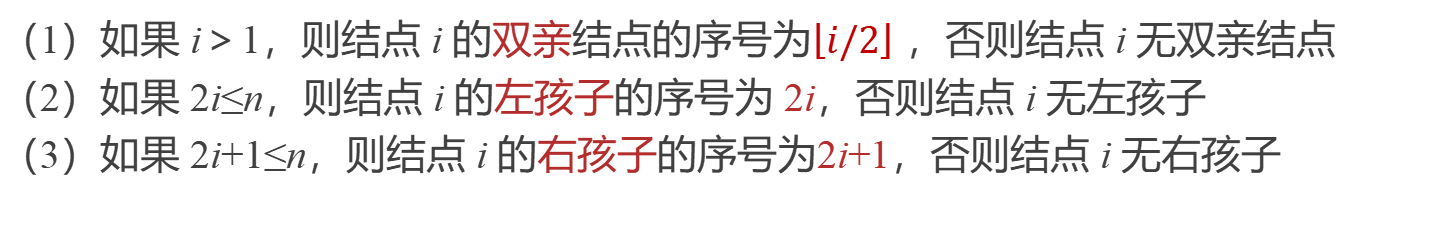 （1）如果 i > 1，则结点 i 的双亲结点的序号为⌊i/2⌋ ，否则结点 i 无双亲结点
（2）如果 2i≤n，则结点 i 的左孩子的序号为 2i，否则结点 i 无左孩子
（3）如果 2i+1≤n，则结点 i 的右孩子的序号为2i+1，否则结点 i 无右孩子